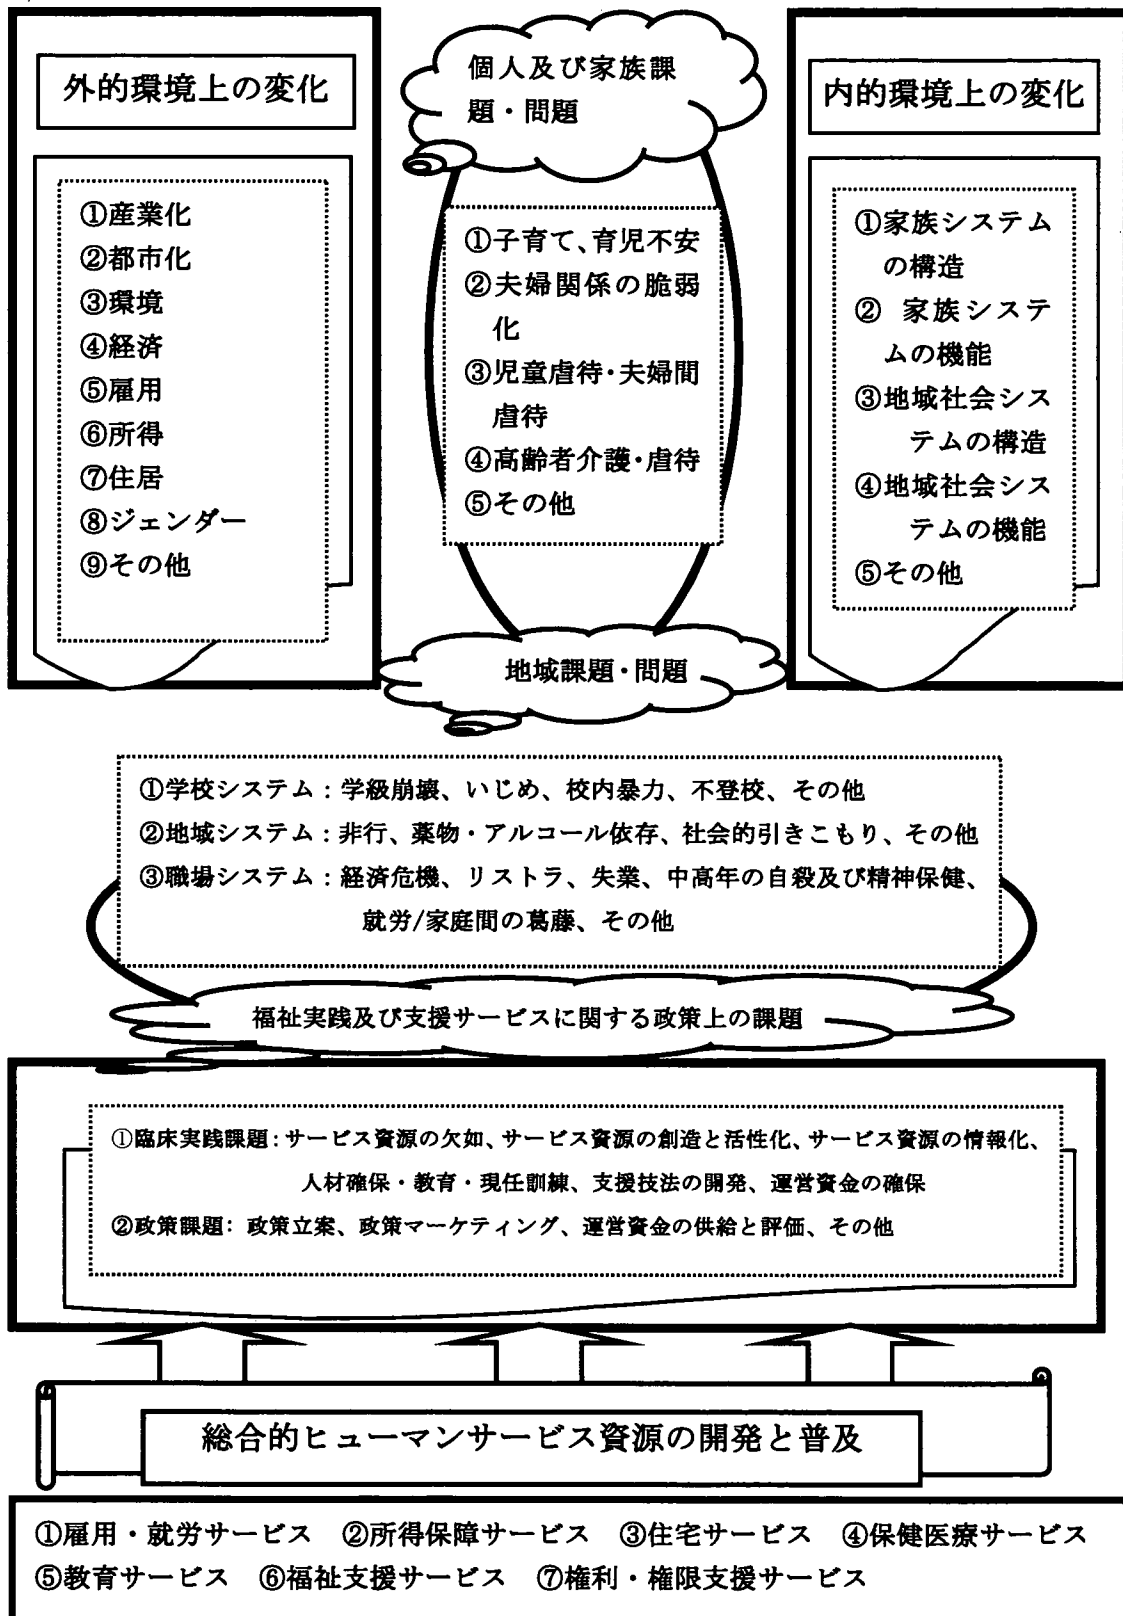 外的環境上の変化
①産業化
②都市化
③環境
④経済
⑤雇用
⑥所得
⑦住居
⑧ジェンダー
⑨その他
個人及び家族課
題・問題
①子育て、育児不安
②夫婦関係の脆弱
化
③児童虐待・夫婦間
虐待
④高齢者介護・虐待
⑤その他
内的環境上の変化
①家族システム
の構造
② 家族システ
ムの機能
③地域社会シス
テムの構造
④地域社会シス
テムの機能
⑤その他
地域課題・問題
①学校システム：学級崩壊、いじめ、校内暴力、不登校、その他
②地域システム：非行、薬物・アルコール依存、社会的引きこもり、その他
③職場システム：経済危機、リストラ、失業、中高年の自殺及び精神保健、
就労/家庭間の葛藤、その他
福祉実践及び支援サービスに関する政策上の課題
①臨床実践課題：サービス資源の欠如、サービス資源の創造と活性化、サービス資源の情報化、
人材確保・教育・現任訓練、支援技法の開発、運営資金の確保
②政策課題：政策立案、政策マーケティング、運営資金の供給と評価、その他
総合的ヒューマンサービス資源の開発と普及
①雇用・就労サービス ②所得保障サービス ③住宅サービス ④保健医療サービス
⑤教育サービス ⑥福祉支援サービス ⑦権利・権限支援サービス